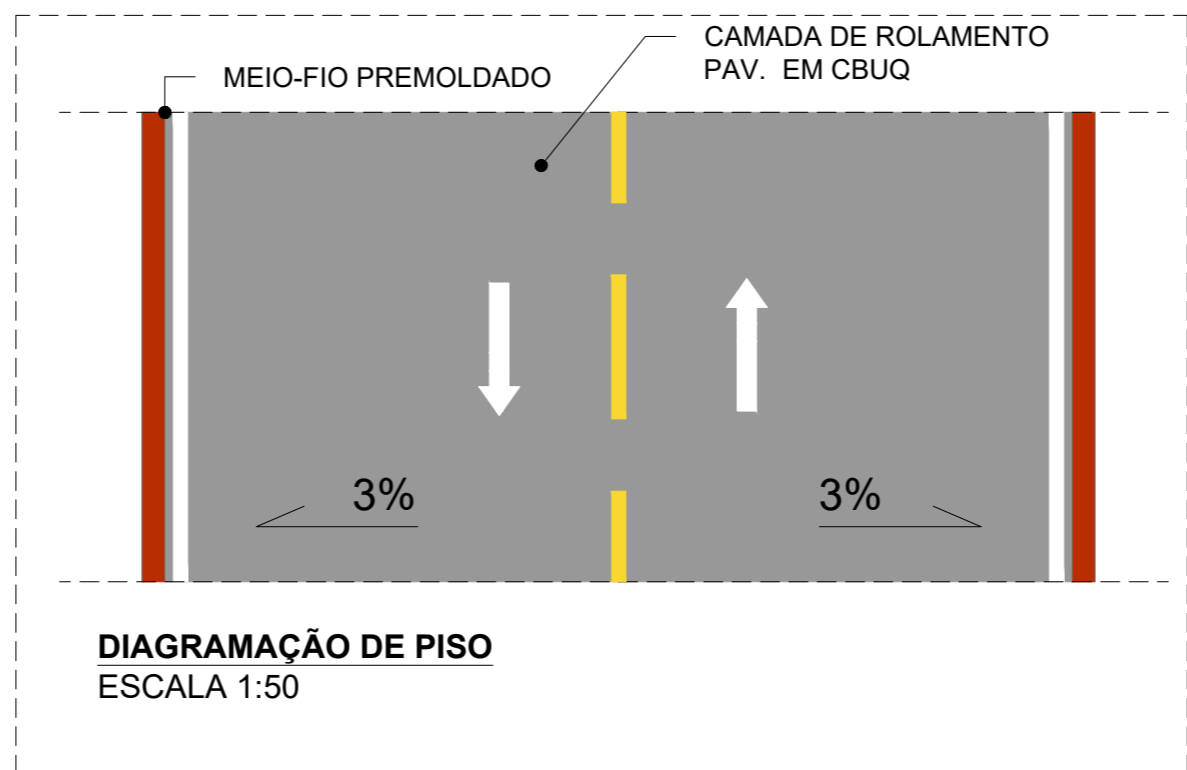 CAMADA DE ROLAMENTO
PAV. EM CBUQ
MEIO-FIO PREMOLDADO
3%
3%
DIAGRAMAÇÃO DE PISO
ESCALA 1:50